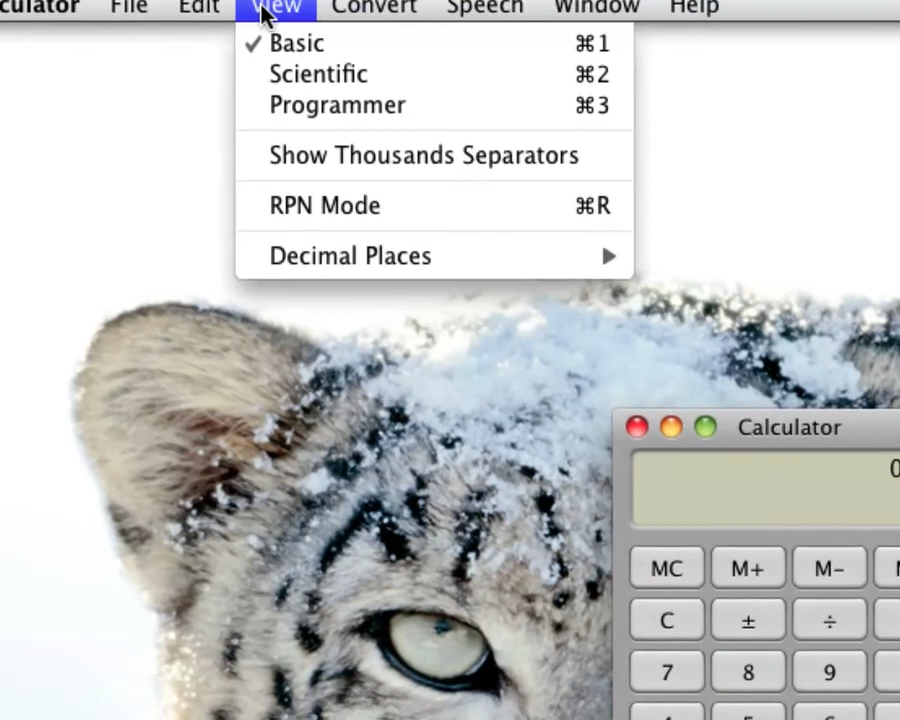 culator File Edit View Convert Speech Window Help
✓ Basic ⌘1
Scientific ⌘2
Programmer ⌘3
Show Thousands Separators
RPN Mode ⌘R
Decimal Places ▶
Calculator
0
MC M+ M−
C ± ÷
7 8 9